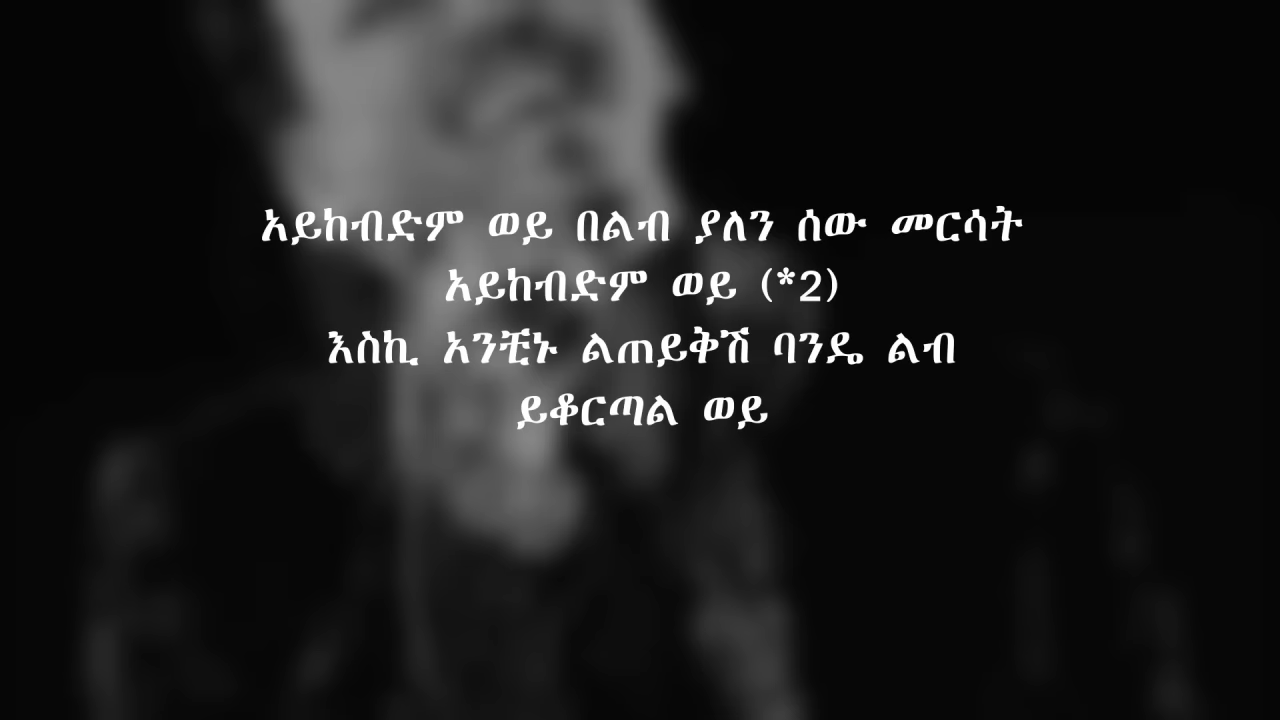 አይከብድም ወይ በልብ ያለን ሰው መርሳት
አይከብድም ወይ (*2)
እስኪ አንቺኑ ልጠይቅሽ ባንዴ ልብ
ይቆርጣል ወይ